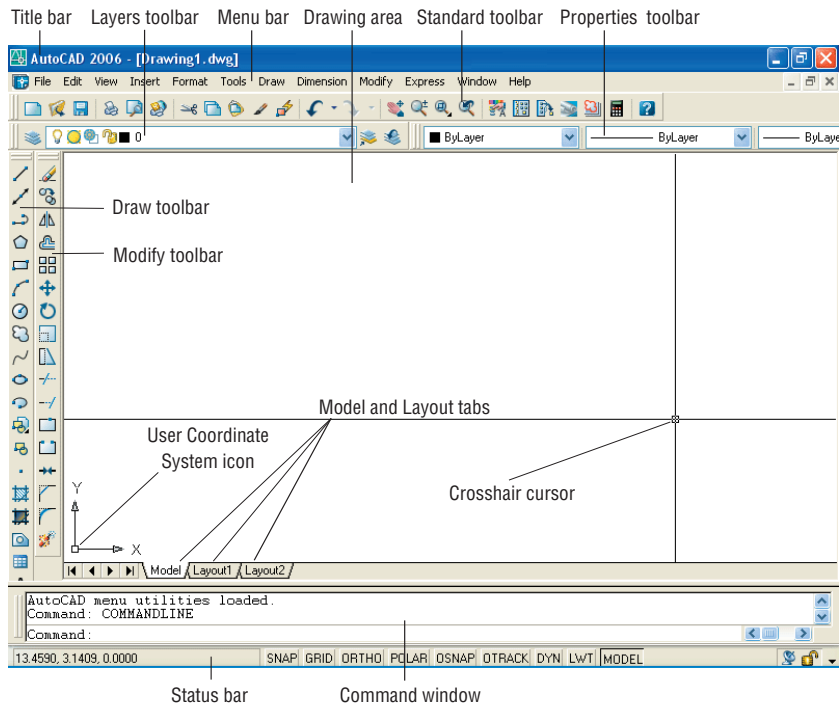 Title bar Layers toolbar Menu bar Drawing area Standard toolbar Properties toolbar
AutoCAD 2006 - [Drawing1.dwg]
File Edit View Insert Format Tools Draw Dimension Modify Express Window Help
0 ByLayer ByLayer ByLaye
Draw toolbar
Modify toolbar
Model and Layout tabs
User Coordinate
System icon
Crosshair cursor
Y
X
Model Layout1 Layout2
AutoCAD menu utilities loaded.
Command: COMMANDLINE
Command:
13.4590, 3.1409, 0.0000 SNAP GRID ORTHO POLAR OSNAP OTRACK DYN LWT MODEL
Status bar Command window